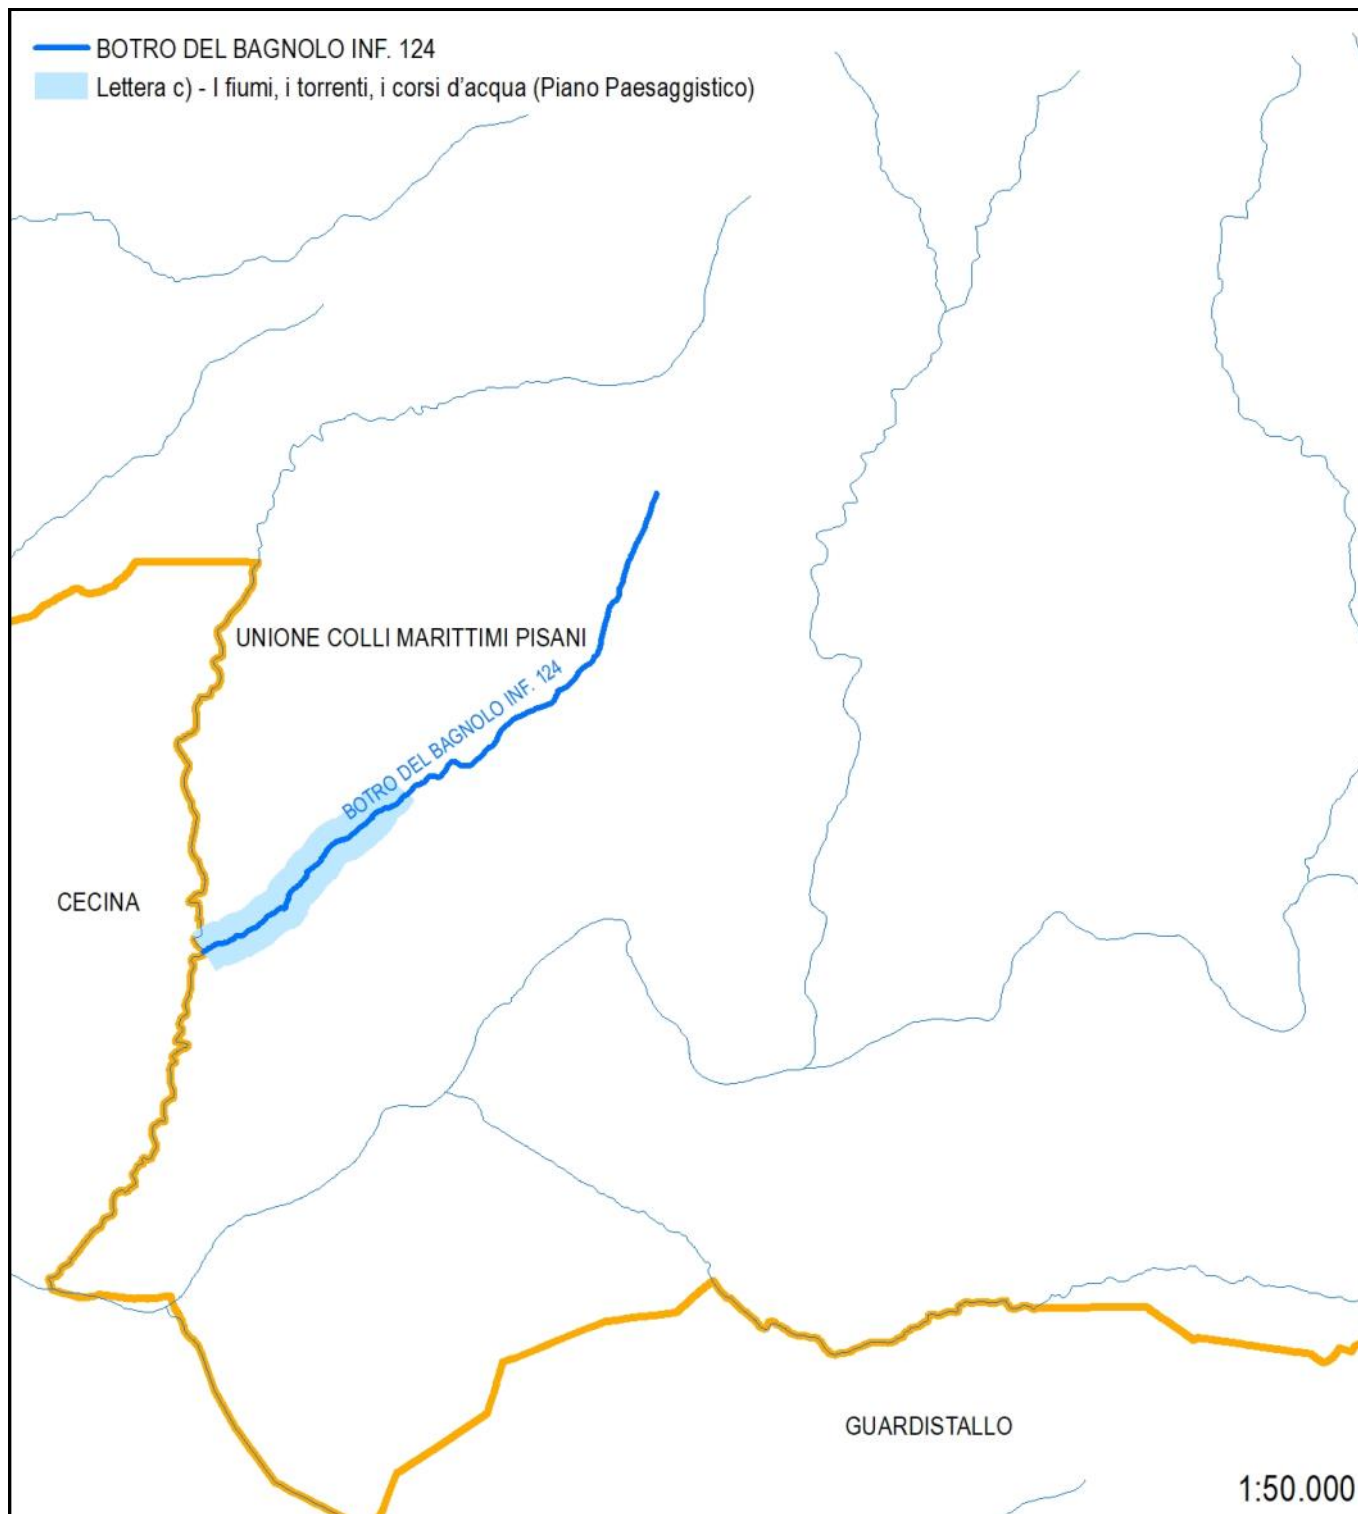 BOTRO DEL BAGNOLO INF. 124
Lettera c) - I fiumi, i torrenti, i corsi d'acqua (Piano Paesaggistico)
UNIONE COLLI MARITTIMI PISANI
BOTRO DEL BAGNOLO INF. 124
CECINA
GUARDISTALLO
1:50.000